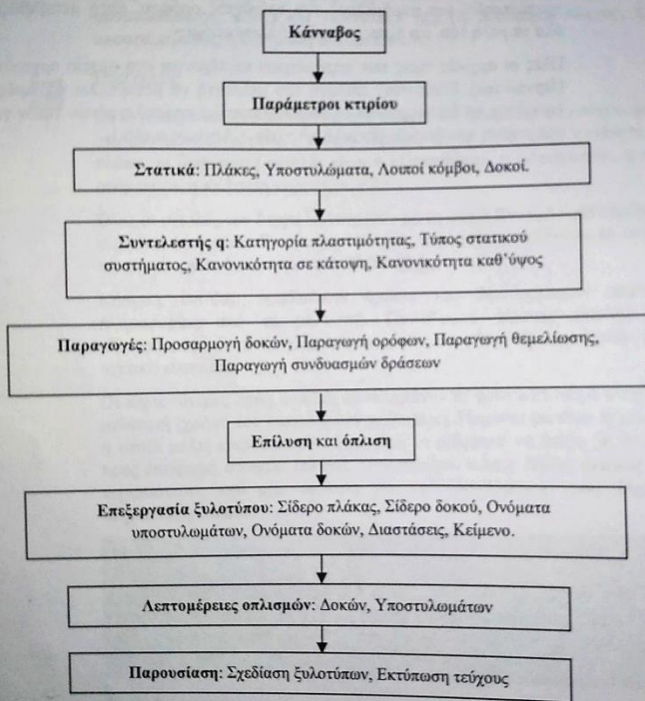 Κάνναβος
Παράμετροι κτιρίου
Στατικά: Πλάκες, Υποστυλώματα, Λοιποί κόμβοι, Δοκοί.
Συντελεστής q: Κατηγορία πλαστιμότητας, Τύπος στατικού
συστήματος, Κανονικότητα σε κάτοψη, Κανονικότητα καθ΄ύψος
Παραγωγές: Προσαρμογή δοκών, Παραγωγή ορόφων, Παραγωγή θεμελίωσης,
Παραγωγή συνδυασμών δράσεων
Επίλυση και όπλιση
Επεξεργασία ξυλοτύπου: Σίδερο πλάκας, Σίδερο δοκού, Ονόματα
υποστυλωμάτων, Ονόματα δοκών, Διαστάσεις, Κείμενο.
Λεπτομέρειες οπλισμών: Δοκών, Υποστυλωμάτων
Παρουσίαση: Σχεδίαση ξυλοτύπων, Εκτύπωση τεύχους